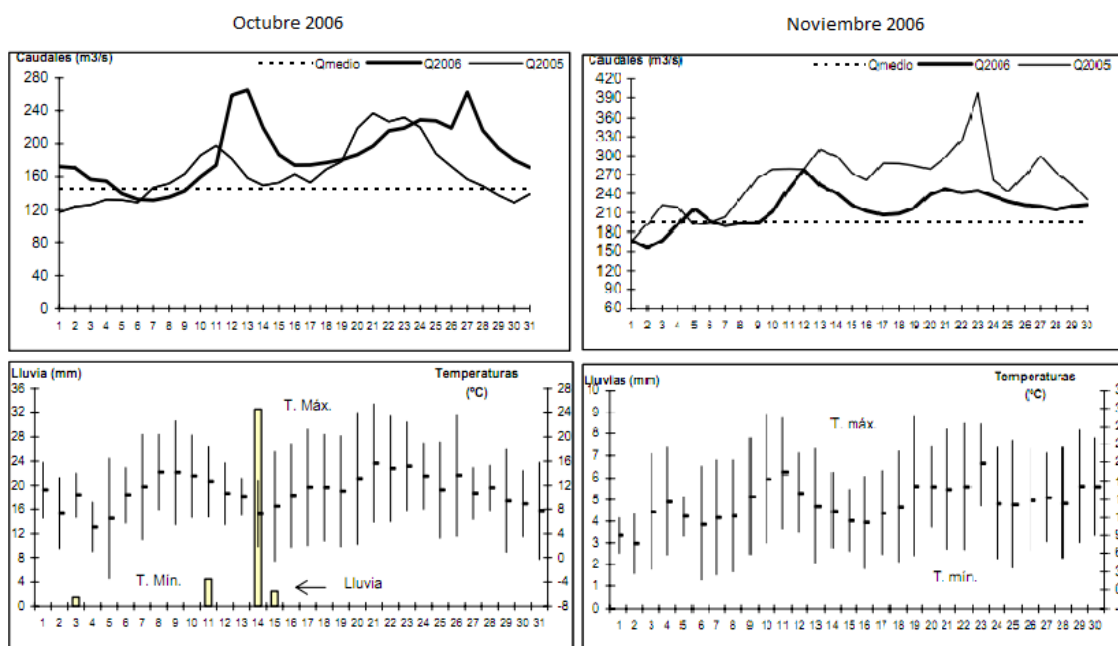 Octubre 2006
Noviembre 2006
Caudales (m3/s)
Qmedio Q2006 Q2005
280
240
200
160
120
80
40
0
1 2 3 4 5 6 7 8 9 10 11 12 13 14 15 16 17 18 19 20 21 22 23 24 25 26 27 28 29 30 31
Caudales (m3/s)
Qmedio Q2006 Q2005
420
390
360
330
300
270
240
210
180
150
120
90
60
1 2 3 4 5 6 7 8 9 10 11 12 13 14 15 16 17 18 19 20 21 22 23 24 25 26 27 28 29 30
Lluvia (mm)
Temperaturas
(ºC)
T. Máx.
T. Mín.
Lluvia
36
32
28
24
20
16
12
8
4
0
28
24
20
16
12
8
4
0
-4
-8
1 2 3 4 5 6 7 8 9 10 11 12 13 14 15 16 17 18 19 20 21 22 23 24 25 26 27 28 29 30 31
Lluvias (mm)
Temperaturas
(ºC)
T. máx.
T. mín.
10
9
8
7
6
5
4
3
2
1
0
1 2 3 4 5 6 7 8 9 10 11 12 13 14 15 16 17 18 19 20 21 22 23 24 25 26 27 28 29 30